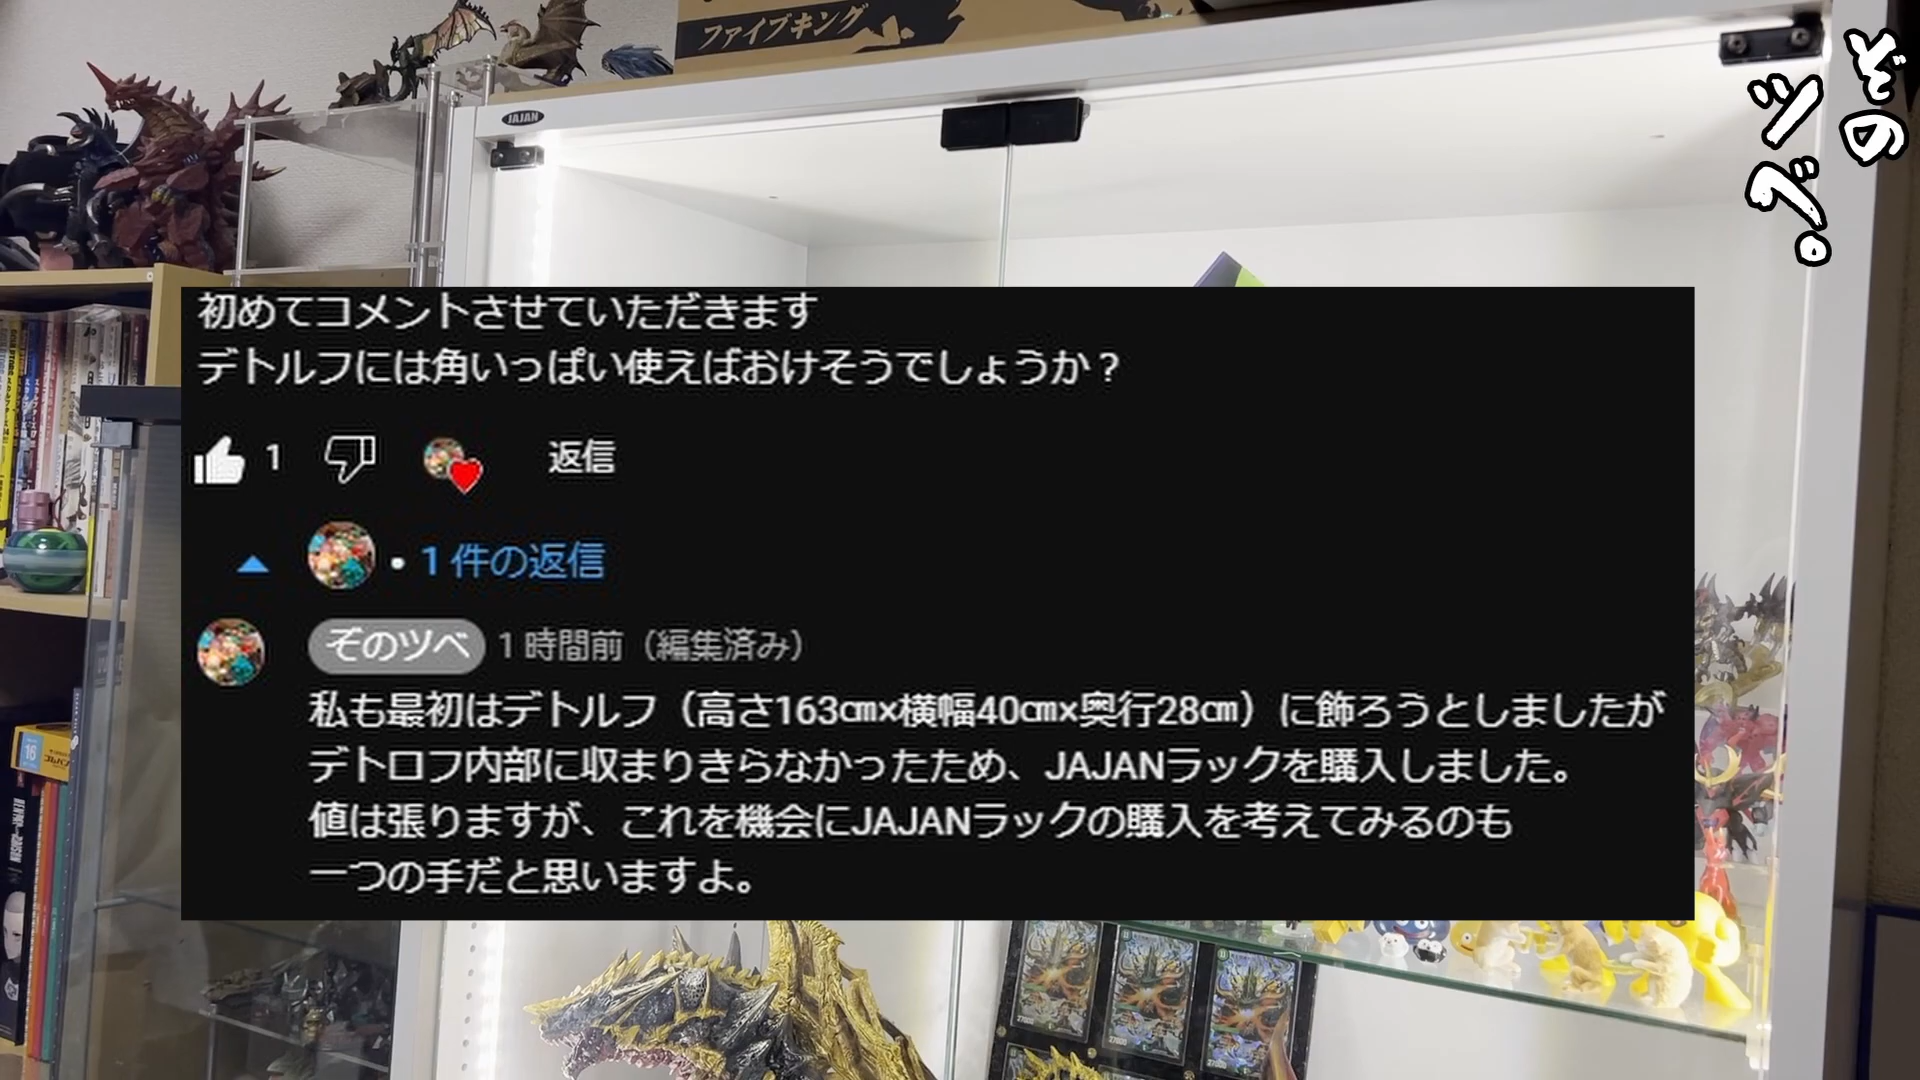 ファイブキング
JAJAN
ぞの
ツベ。
初めてコメントさせていただきます
デトルフには角いっぱい使えばおけそうでしょうか？
1
返信
・1 件の返信
ぞのツベ 1 時間前（編集済み）
私も最初はデトルフ（高さ163㎝×横幅40㎝×奥行28㎝）に飾ろうとしましたが
デトロフ内部に収まりきらなかったため、JAJANラックを購入しました。
値は張りますが、これを機会にJAJANラックの購入を考えてみるのも
一つの手だと思いますよ。
16
27000
27000
27000